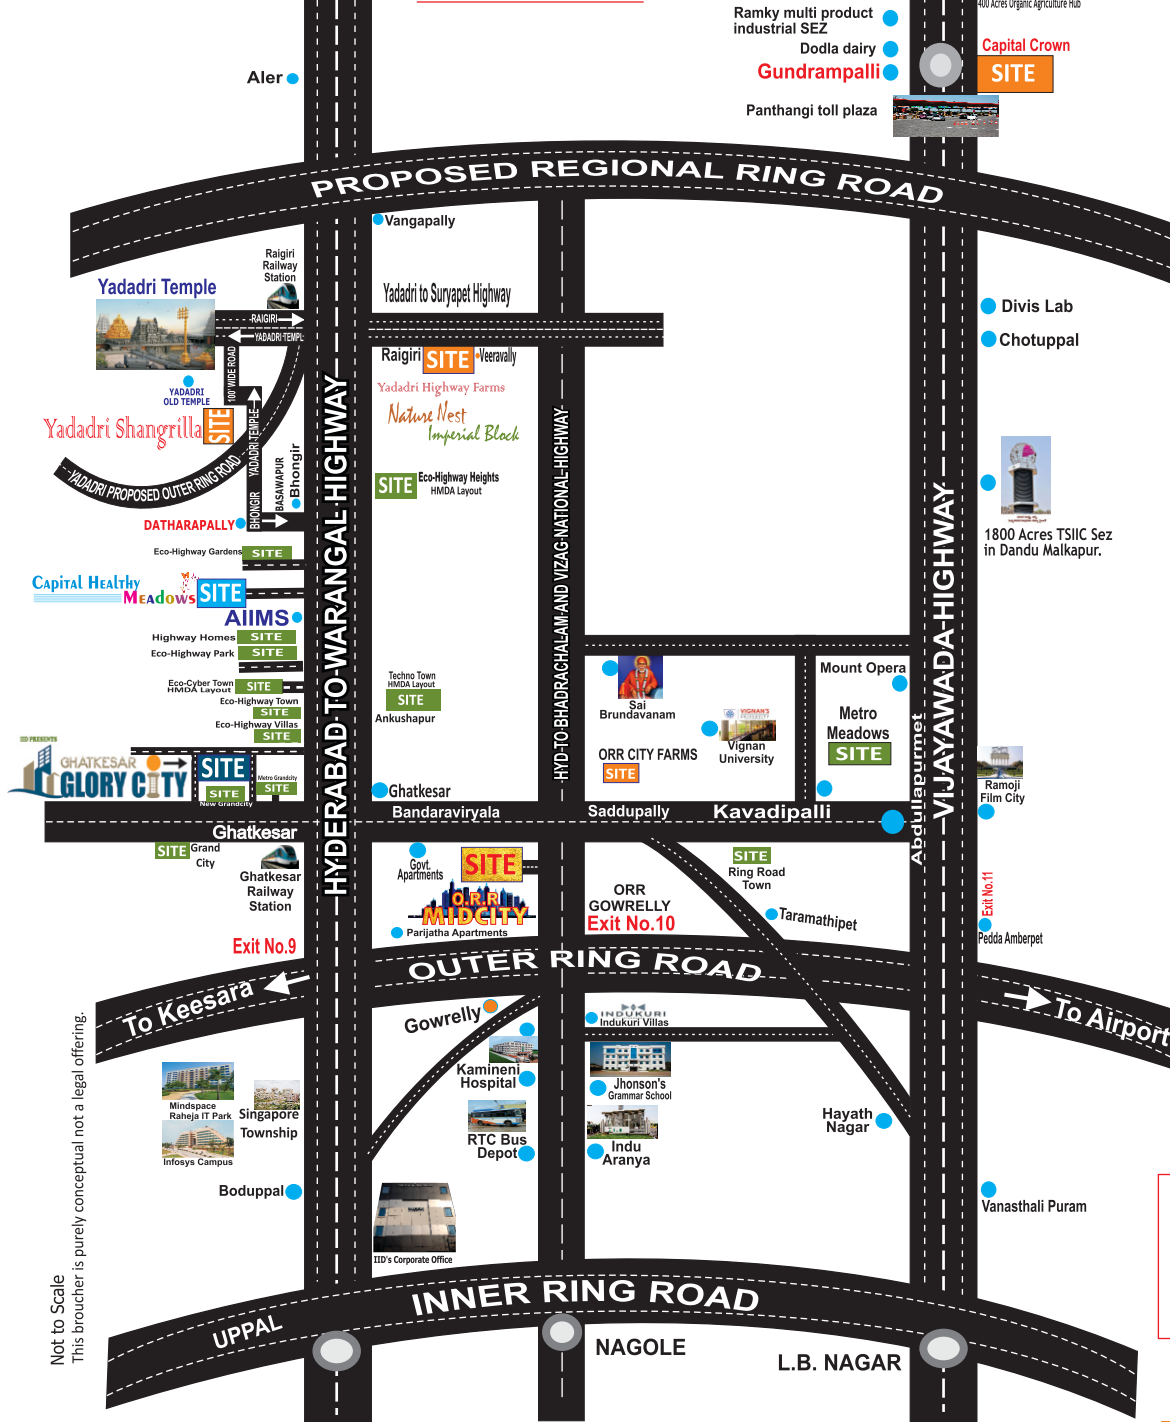 400 Acres Organic Agriculture Hub
Ramky multi product
industrial SEZ
Dodla dairy
Gundrampalli
Capital Crown
SITE
Panthangi toll plaza
Aler
PROPOSED REGIONAL RING ROAD
Vangapally
Raigiri
Railway
Station
Yadadri Temple
RAIGIRI
YADADRI TEMPL
Yadadri to Suryapet Highway
Divis Lab
Chotuppal
Raigiri
SITE
Veeravally
Yadadri Highway Farms
Nature Nest
Imperial Block
100' WIDE ROAD
YADADRI
OLD TEMPLE
Yadadri Shangrilla
SITE
YADADRI PROPOSED OUTER RING ROAD
BHONGIR
YADADRI-TEMPLE
BASAWAPUR
Bhongir
DATHARAPALLY
SITE
Eco-Highway Heights
HMDA Layout
1800 Acres TSIIC Sez
in Dandu Malkapur.
Eco-Highway Gardens
SITE
CAPITAL HEALTHY
MEADOWS
SITE
AIIMS
Highway Homes
SITE
Eco-Highway Park
SITE
Eco-Cyber Town
HMDA Layout
SITE
Eco-Highway Town
SITE
Eco-Highway Villas
SITE
HYDERABAD TO WARANGAL HIGHWAY
HYD-TO-BHADRACHALAM-AND VIZAG-NATIONAL-HIGHWAY
VIJAYAWADA-HIGHWAY
Techno Town
HMDA Layout
SITE
Ankushapur
Sai
Brundavanam
VIGNAN'S
Vignan
University
ORR CITY FARMS
SITE
Mount Opera
Metro
Meadows
SITE
Abdullapurmet
Ramoji
Film City
IID PRESENTS
GHATKESAR
GLORY CITY
SITE
SITE
New Grandcity
Metro Grandcity
SITE
Ghatkesar
Bandaraviryala
Saddupally
Kavadipalli
Ghatkesar
SITE
Grand
City
Ghatkesar
Railway
Station
Govt.
Apartments
SITE
O.R.R
MIDCITY
Parijatha Apartments
ORR
GOWRELLY
Exit No.10
SITE
Ring Road
Town
Taramathipet
Exit No.11
Pedda Amberpet
Exit No.9
OUTER RING ROAD
To Keesara
To Airport
Gowrelly
INDUKURI
Indukuri Villas
Kamineni
Hospital
Jhonson's
Grammar School
RTC Bus
Depot
Indu
Aranya
Hayath
Nagar
Mindspace
Raheja IT Park
Singapore
Township
Infosys Campus
Boduppal
IID's Corporate Office
Vanasthali Puram
INNER RING ROAD
UPPAL
NAGOLE
L.B. NAGAR
Not to Scale
This broucher is purely conceptual not a legal offering.